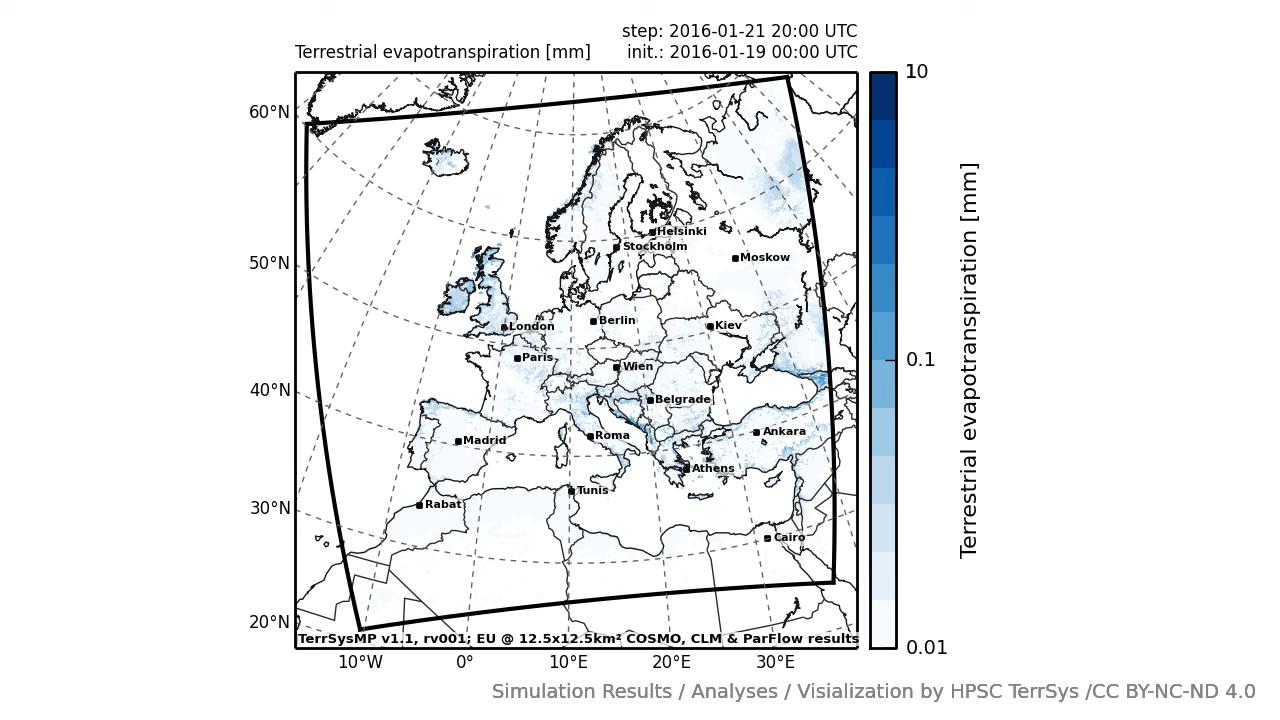 step: 2016-01-21 20:00 UTC
Terrestrial evapotranspiration [mm] init.: 2016-01-19 00:00 UTC
10
60°N
Helsinki
Stockholm
Moskow
50°N
Berlin
London
Kiev
Paris
0.1
Wien
40°N
Belgrade
Ankara
Roma
Madrid
Athens
Tunis
Rabat
30°N
Cairo
20°N
TerrSysMP v1.1, rv001; EU @ 12.5x12.5km² COSMO, CLM & ParFlow results
0.01
10°W 0° 10°E 20°E 30°E
Terrestrial evapotranspiration [mm]
Simulation Results / Analyses / Visialization by HPSC TerrSys /CC BY-NC-ND 4.0